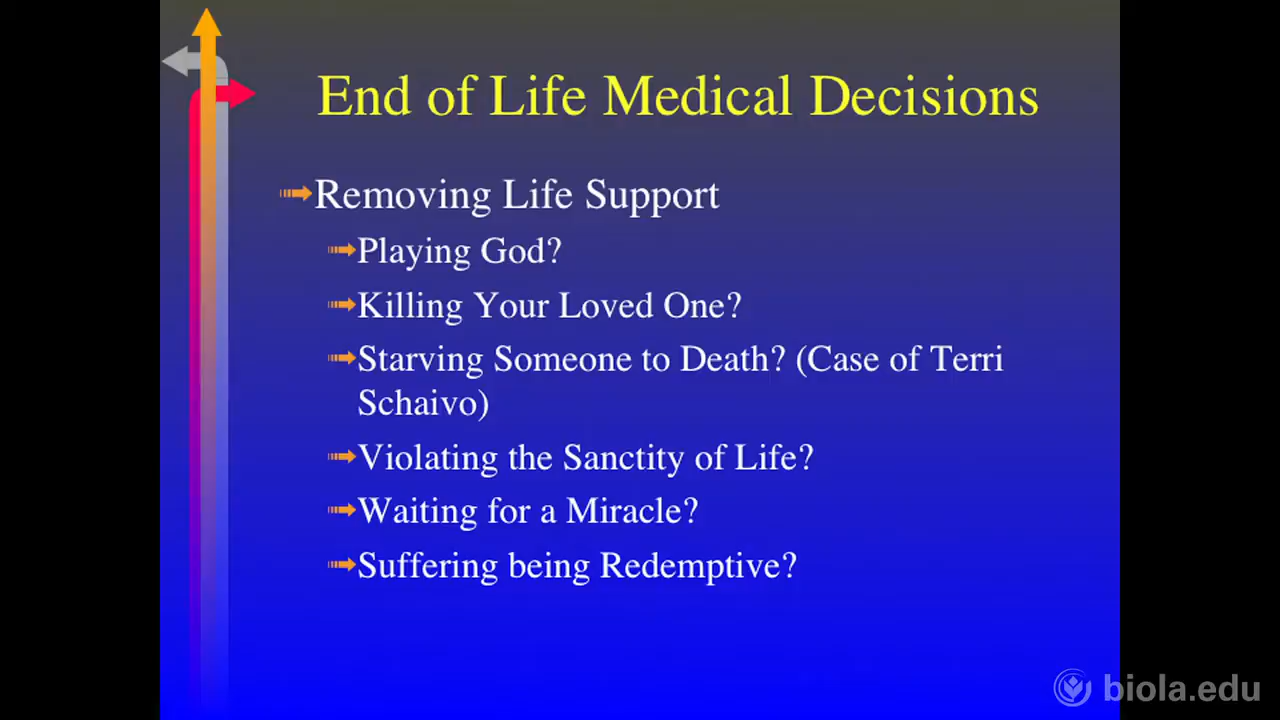 End of Life Medical Decisions
Removing Life Support
Playing God?
Killing Your Loved One?
Starving Someone to Death? (Case of Terri
Schaivo)
Violating the Sanctity of Life?
Waiting for a Miracle?
Suffering being Redemptive?
biola.edu